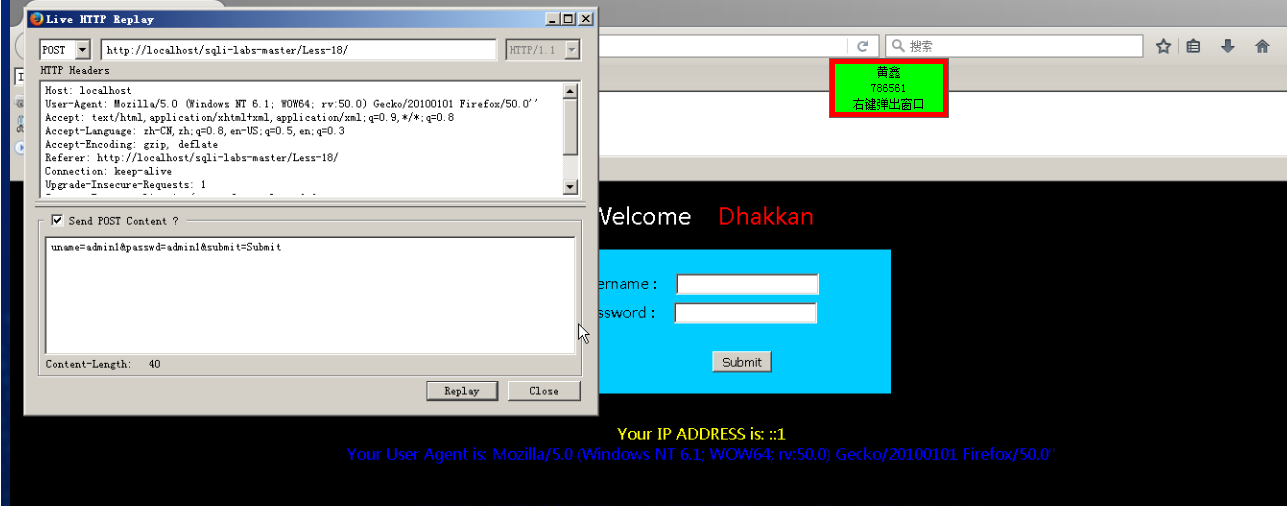 Live HTTP Replay
POST http://localhost/sqli-labs-master/Less-18/ HTTP/1.1
HTTP Headers
Host: localhost
User-Agent: Mozilla/5.0 (Windows NT 6.1; WOW64; rv:50.0) Gecko/20100101 Firefox/50.0''
Accept: text/html,application/xhtml+xml,application/xml;q=0.9,*/*;q=0.8
Accept-Language: zh-CN,zh;q=0.8,en-US;q=0.5,en;q=0.3
Accept-Encoding: gzip, deflate
Referer: http://localhost/sqli-labs-master/Less-18/
Connection: keep-alive
Upgrade-Insecure-Requests: 1
Send POST Content ?
uname=admin1&passwd=admin1&submit=Submit
Content-Length: 40
Replay Close
搜索
黄鑫
786561
右键弹出窗口
Welcome Dhakkan
ername :
ssword :
Submit
Your IP ADDRESS is: ::1
Your User Agent is: Mozilla/5.0 (Windows NT 6.1; WOW64; rv:50.0) Gecko/20100101 Firefox/50.0''